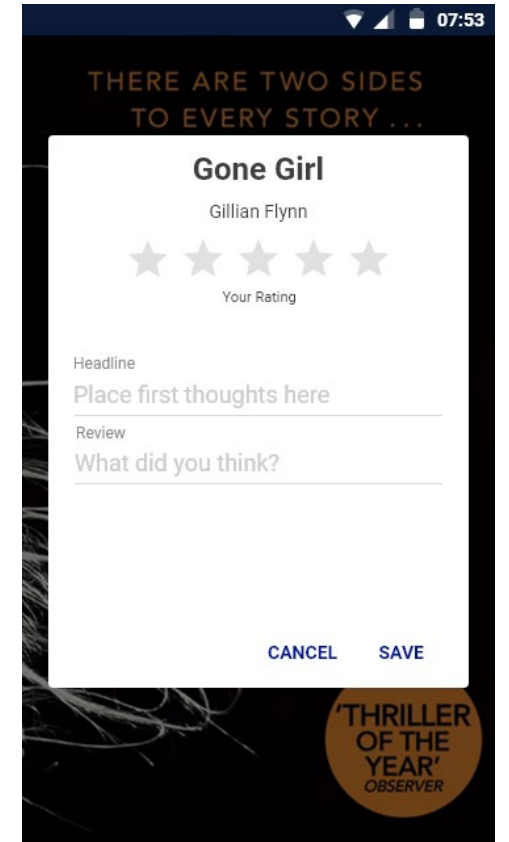 07:53
THERE ARE TWO SIDES
TO EVERY STORY ...
Gone Girl
Gillian Flynn
Your Rating
Headline
Place first thoughts here
Review
What did you think?
CANCEL SAVE
'THRILLER
OF THE
YEAR'
OBSERVER